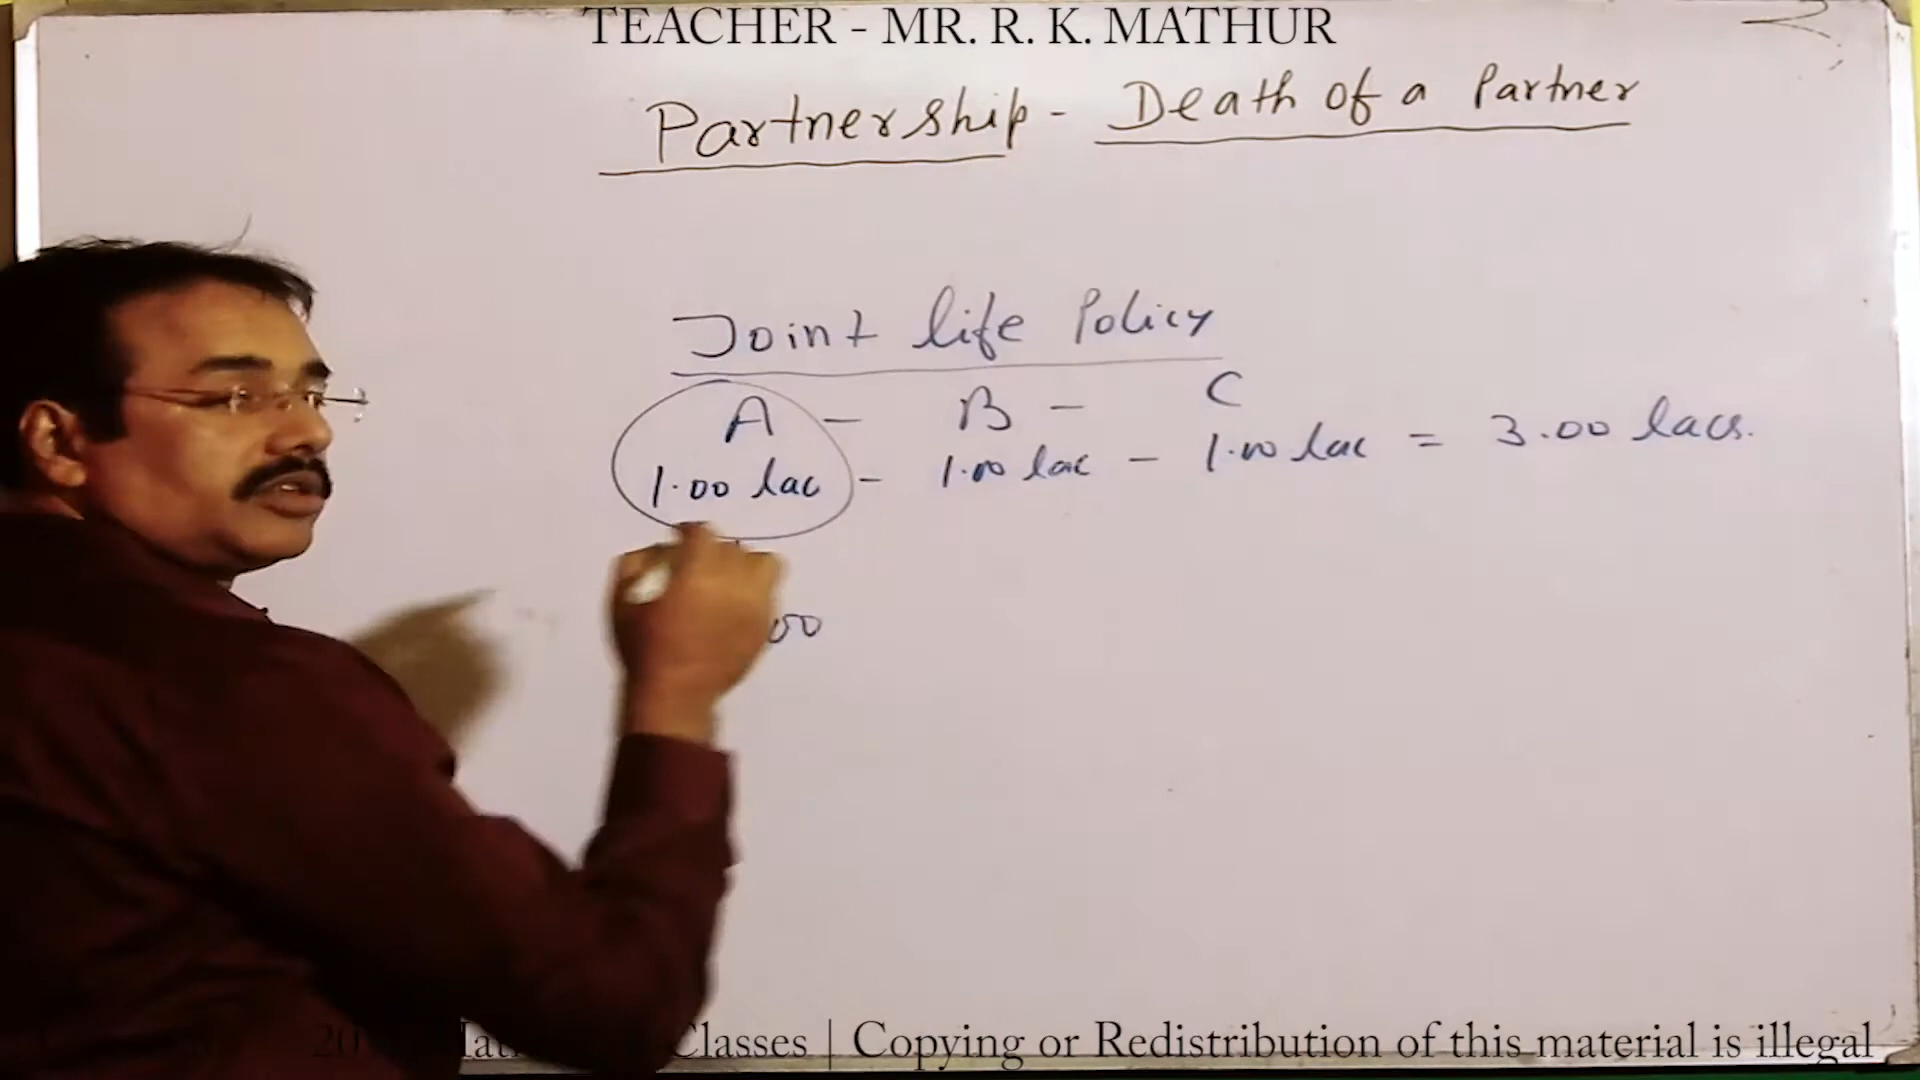 TEACHER - MR. R. K. MATHUR
Partnership - Death of a Partner
Joint life Policy
A - B - C
1.00 lac - 1.00 lac - 1.00 lac = 3.00 lacs.
00
20 Classes | Copying or Redistribution of this material is illegal